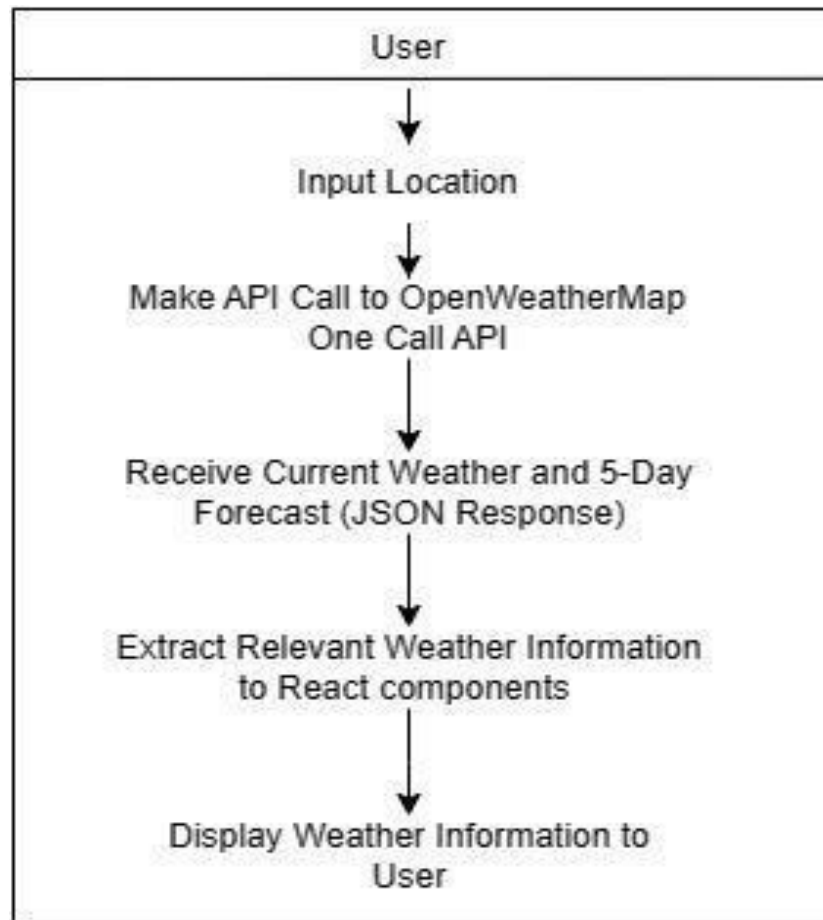 User
Input Location
Make API Call to OpenWeatherMap
One Call API
Receive Current Weather and 5-Day
Forecast (JSON Response)
Extract Relevant Weather Information
to React components
Display Weather Information to
User